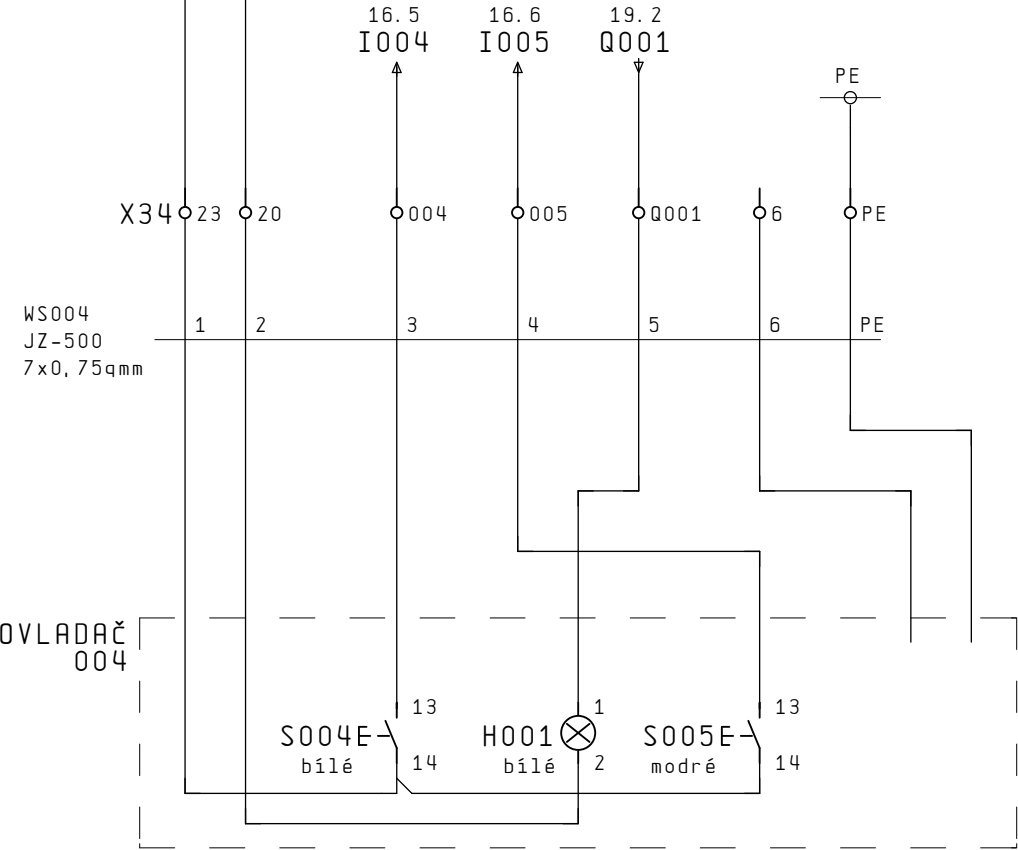 16.5 16.6 19.2
I004 I005 Q001
PE
X34 23 20 004 005 Q001 6 PE
WS004
1 2 3 4 5 6 PE
JZ-500
7x0,75qmm
OVLADAČ
004
13 1 13
S004 H001 S005
bílé 14 bílé 2 modré 14